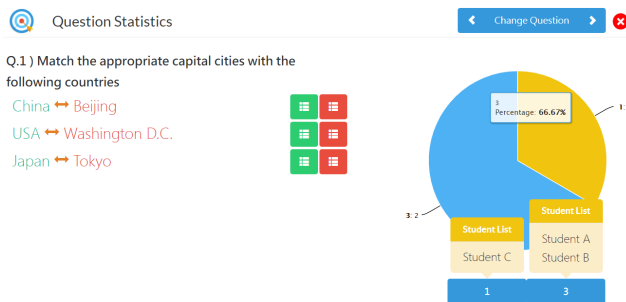 Question Statistics
Change Question
Q.1 ) Match the appropriate capital cities with the
following countries
China ⟷ Beijing
USA ⟷ Washington D.C.
Japan ⟷ Tokyo
3
Percentage: 66.67%
1:
3: 2
Student List
Student C
Student List
Student A
Student B
1
3